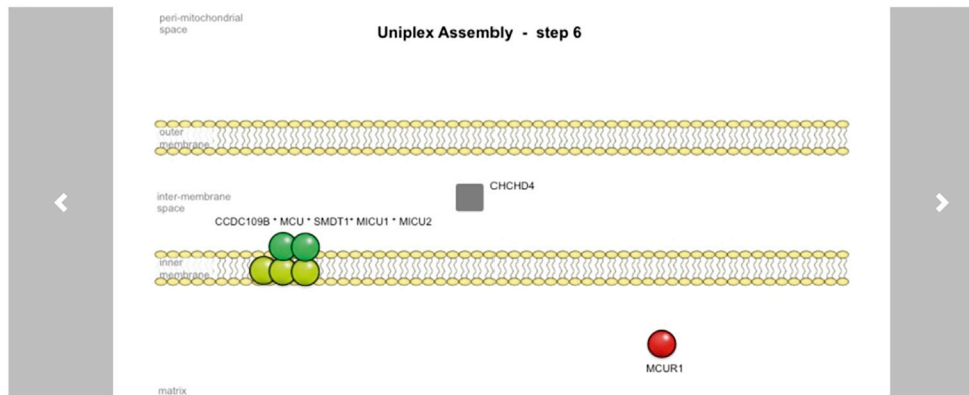 peri-mitochondrial
space
Uniplex Assembly - step 6
outer
membrane
inter-membrane
space
CHCHD4
CCDC109B * MCU * SMDT1* MICU1 * MICU2
inner
membrane
MCUR1
matrix